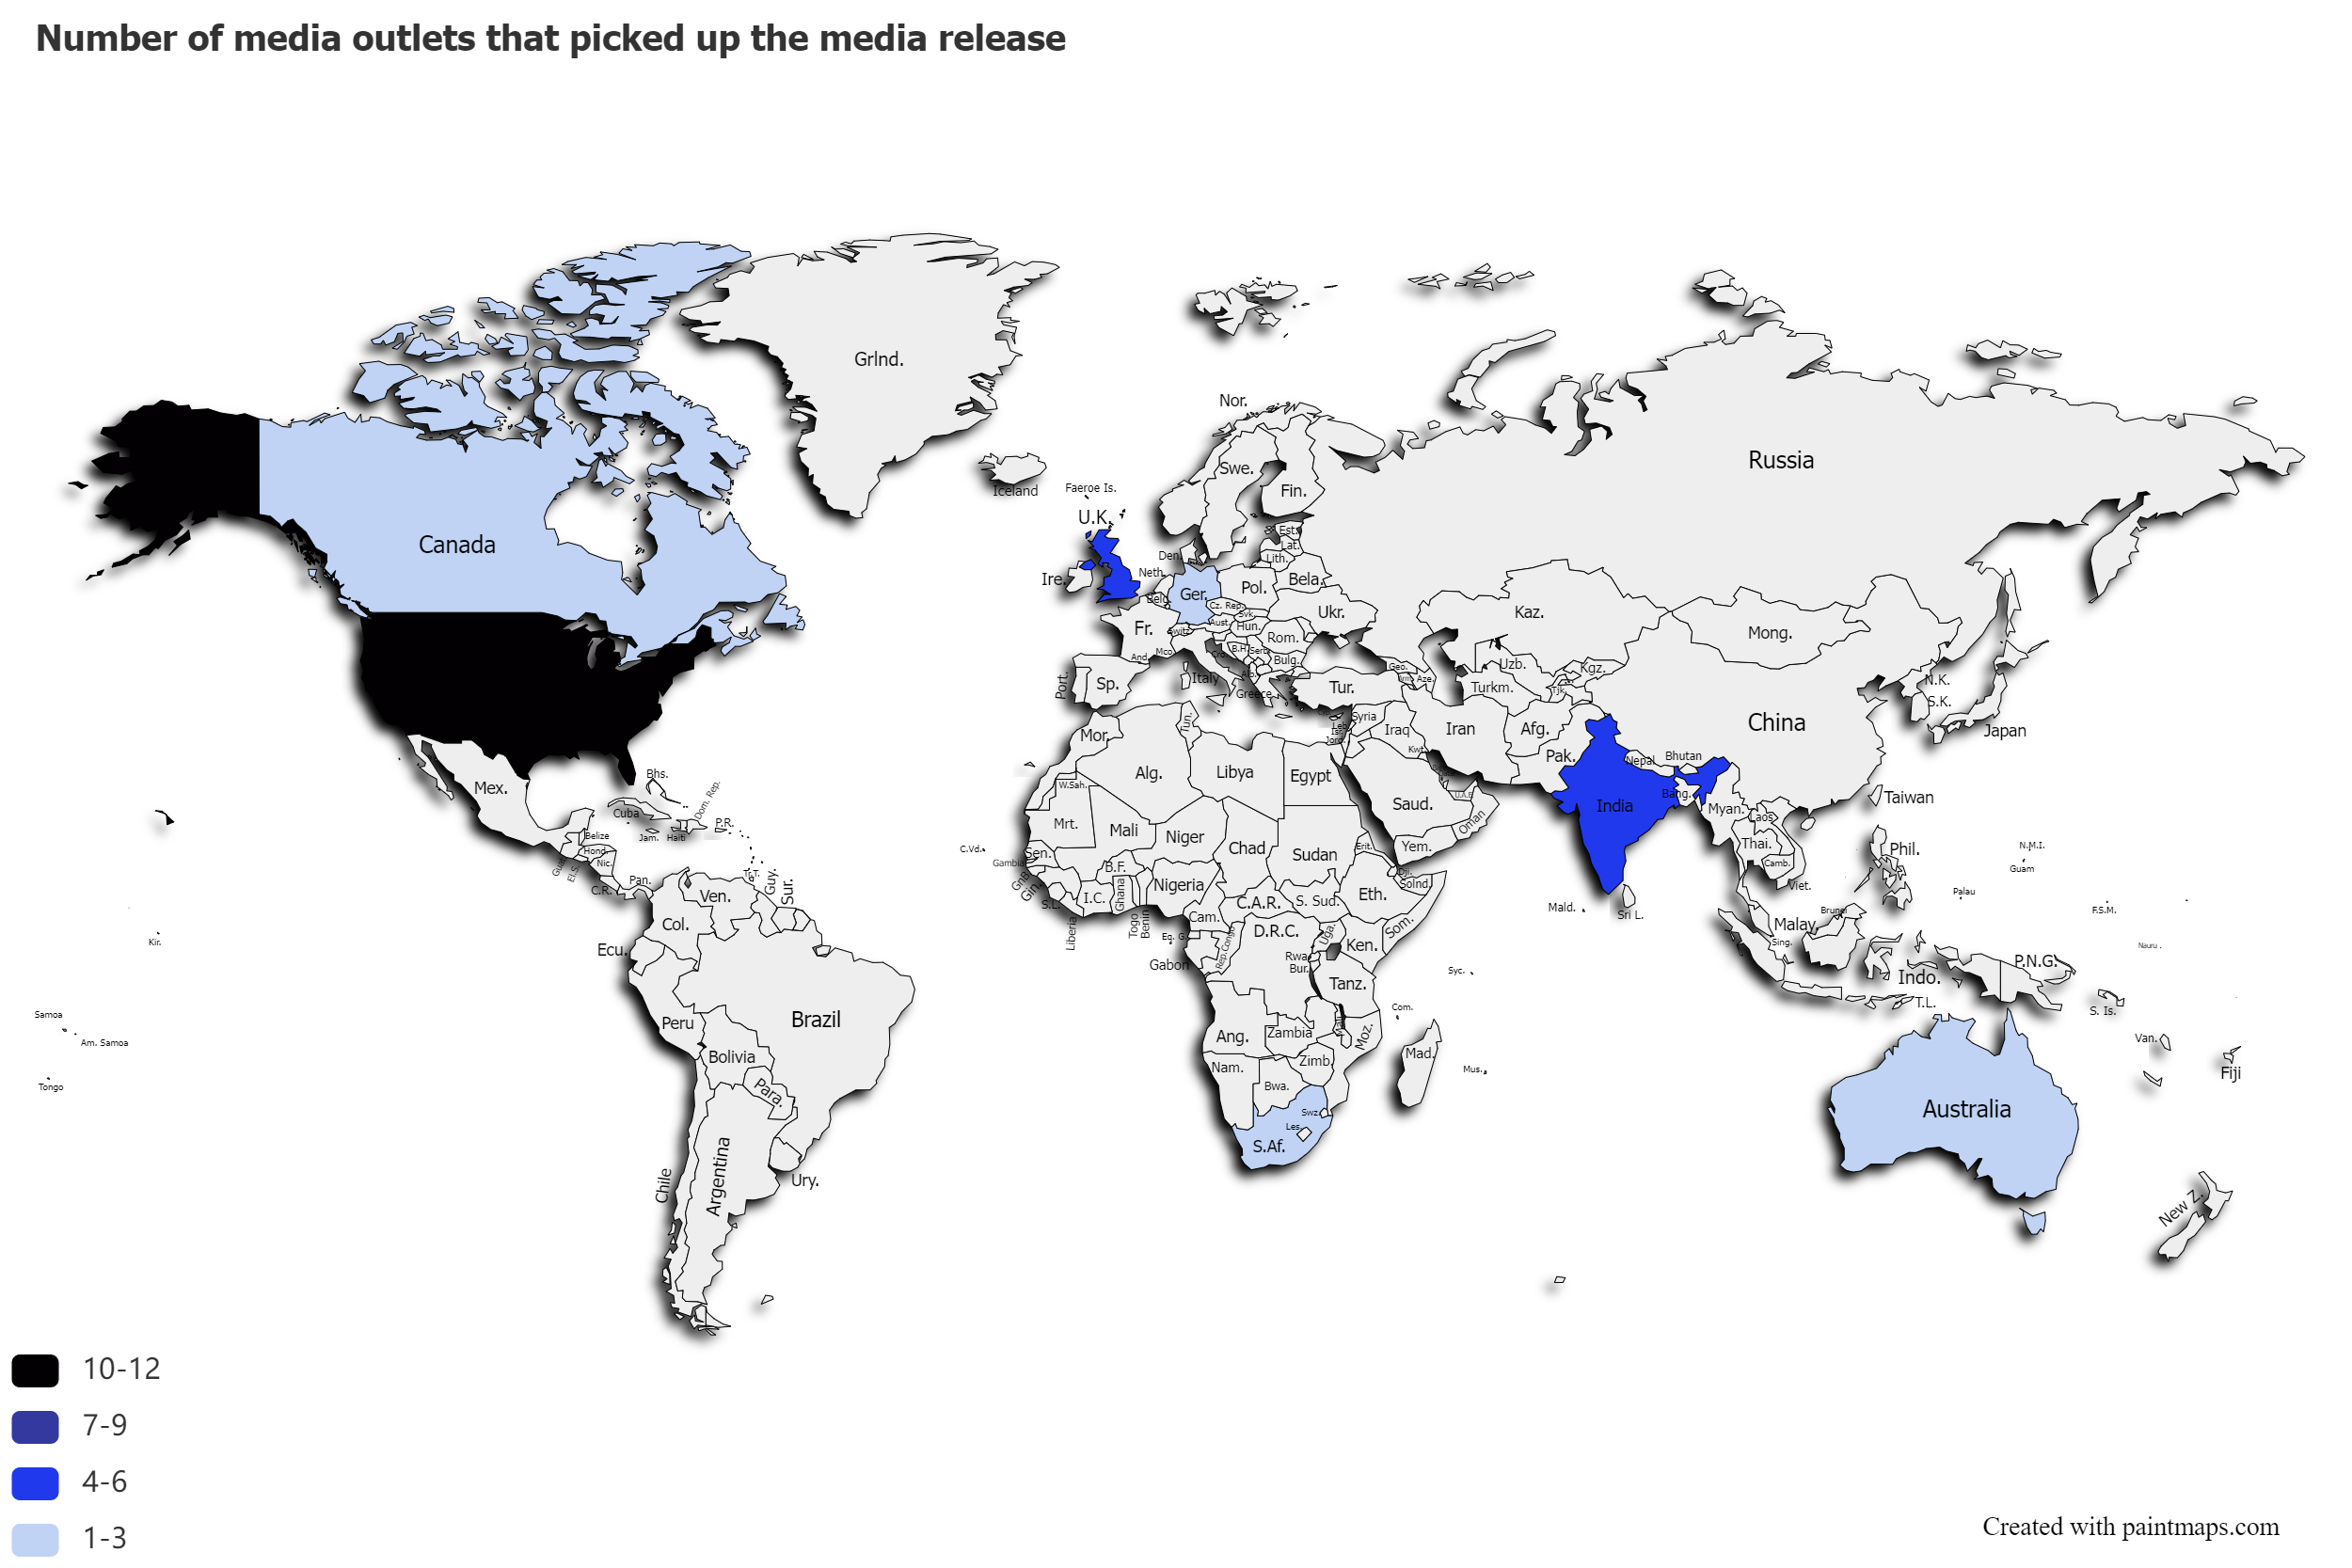 Number of media outlets that picked up the media release
Grlnd.
Nor.
Russia
Swe.
Iceland
Faeroe Is.
Fin.
U.K.
Est.
Canada
Lat.
Den.
Lith.
Neth.
Ire.
Bela.
Pol.
Ger.
Belg.
Cz. Rep.
Kaz.
Svk.
Ukr.
Aust.
Fr.
Hun.
Switz.
Mong.
Rom.
B.H.
Serb.
Mco.
And.
Bulg.
Geo.
Uzb.
Kgz.
Alb.
Italy
Aze.
N.K.
Port.
Sp.
Tur.
Turkm.
Tjk.
Greece
S.K.
Tun.
Syria
China
Leb.
Isr.
Jord.
Iraq
Iran
Afg.
Japan
Mor.
Kwt.
Pak.
Nepal
Bhutan
Bhs.
Alg.
Libya
Egypt
W.Sah.
Mex.
Dom. Rep.
U.A.E.
Bang.
Taiwan
Cuba
Saud.
India
Myan.
P.R.
Mrt.
Mali
Niger
Oman
Laos
Belize
Jam.
Haiti
Thai.
N.M.I.
Hond.
C.Vd.
Sen.
Chad
Sudan
Erit.
Yem.
Phil.
Nic.
Gambia
B.F.
Camb.
Guam
El.S.
Tr.T.
Dji.
Pan.
GnB.
Nigeria
Solnd.
Viet.
C.R.
Guy.
Sur.
Gin.
Ghana
Eth.
Palau
Ven.
S.L.
I.C.
C.A.R.
S. Sud.
Mald.
Sri L.
Brunei
F.S.M.
Col.
Liberia
Togo
Benin
Cam.
Malay.
Som.
Kir.
Eq. G.
D.R.C.
Uga.
Ken.
Sing.
Nauru .
Ecu.
Gabon
Rep.Congo
Rwa.
Bur.
Syc.
P.N.G.
Indo.
Tanz.
T.L.
Com.
S. Is.
Samoa
Peru
Brazil
Am. Samoa
Ang.
Zambia
Mali.
Moz.
Van.
Bolivia
Mad.
Zimb.
Nam.
Mus.
Fiji
Tongo
Para.
Bwa.
Australia
Swz.
Les.
S.Af.
Argentina
Chile
Ury.
New Z.
10-12
7-9
4-6
1-3
Created with paintmaps.com